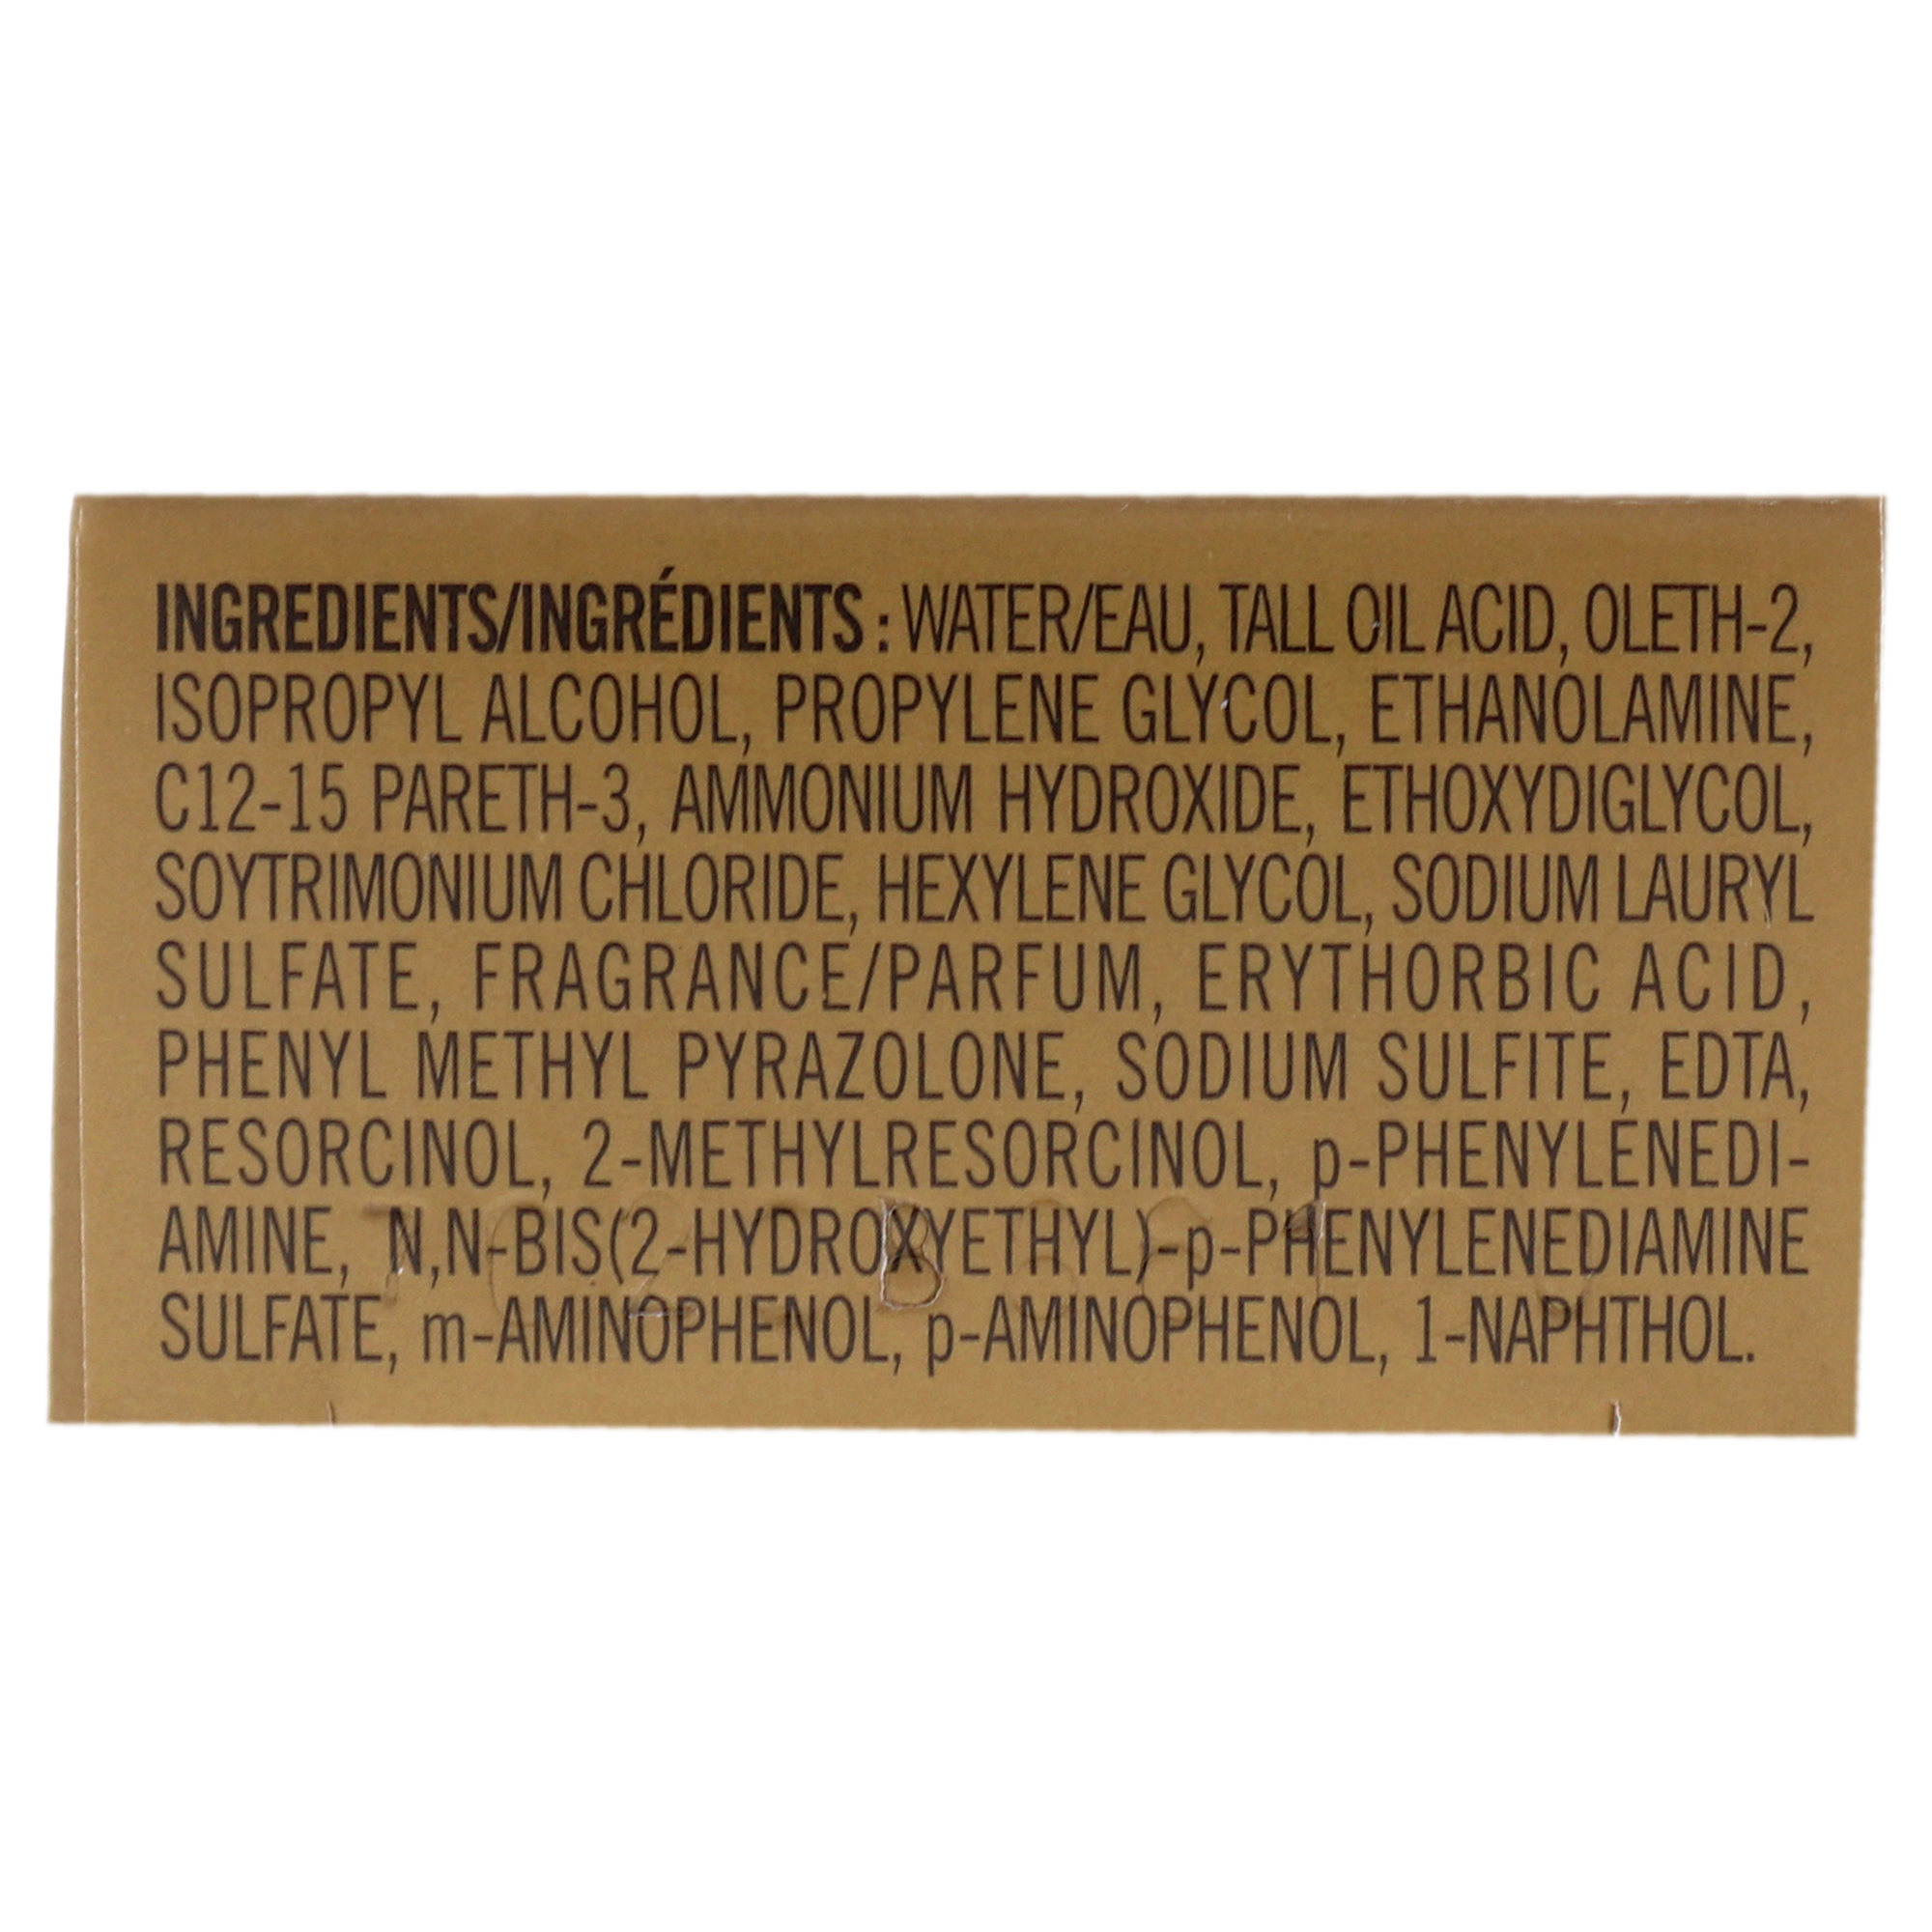 INGREDIENTS/INGRÉDIENTS : WATER/EAU, TALL OIL ACID, OLETH-2,
ISOPROPYL ALCOHOL, PROPYLENE GLYCOL, ETHANOLAMINE,
C12-15 PARETH-3, AMMONIUM HYDROXIDE, ETHOXYDIGLYCOL,
SOYTRIMONIUM CHLORIDE, HEXYLENE GLYCOL, SODIUM LAURYL
SULFATE, FRAGRANCE/PARFUM, ERYTHORBIC ACID,
PHENYL METHYL PYRAZOLONE, SODIUM SULFITE, EDTA,
RESORCINOL, 2-METHYLRESORCINOL, p-PHENYLENEDI-
AMINE, N,N-BIS(2-HYDROXYETHYL)-p-PHENYLENEDIAMINE
SULFATE, m-AMINOPHENOL, p-AMINOPHENOL, 1-NAPHTHOL.